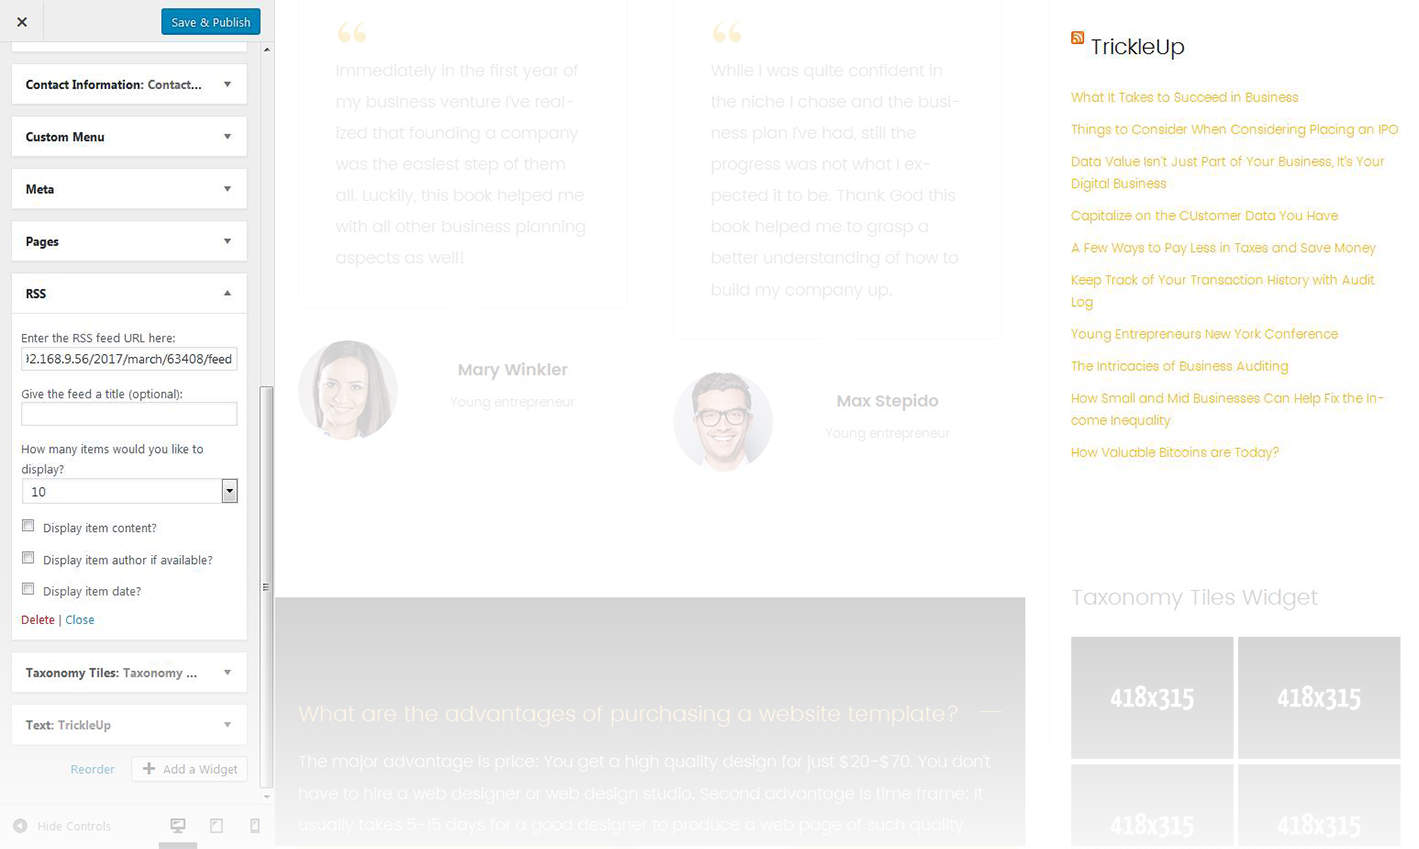 Save & Publish
Contact Information: Contact...
Custom Menu
Meta
Pages
RSS
Enter the RSS feed URL here:
92.168.9.56/2017/march/63408/feed
Give the feed a title (optional):
How many items would you like to
display?
10
Display item content?
Display item author if available?
Display item date?
Delete | Close
Taxonomy Tiles: Taxonomy ...
Text: TrickleUp
Reorder
Add a Widget
Hide Controls
Immediately in the first year of
my business venture I've real-
ized that founding a company
was the easiest step of them
all. Luckily, this book helped me
with all other business planning
aspects as well!
Mary Winkler
Young entrepreneur
While I was quite confident in
the niche I chose and the busi-
ness plan I've had, still the
progress was not what I ex-
pected it to be. Thank God this
book helped me to grasp a
better understanding of how to
build my company up.
Max Stepido
Young entrepreneur
What are the advantages of purchasing a website template?
The major advantage is price: You get a high quality design for just $20-$70. You don't
have to hire a web designer or web design studio. Second advantage is time frame: It
usually takes 5-15 days for a good designer to produce a web page of such quality.
TrickleUp
What It Takes to Succeed in Business
Things to Consider When Considering Placing an IPO
Data Value Isn't Just Part of Your Business, It's Your
Digital Business
Capitalize on the CUstomer Data You Have
A Few Ways to Pay Less in Taxes and Save Money
Keep Track of Your Transaction History with Audit
Log
Young Entrepreneurs New York Conference
The Intricacies of Business Auditing
How Small and Mid Businesses Can Help Fix the In-
come Inequality
How Valuable Bitcoins are Today?
Taxonomy Tiles Widget
418x315
418x315
418x315
418x315